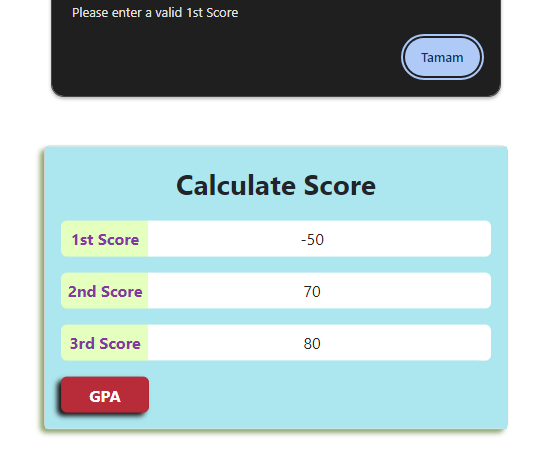 Please enter a valid 1st Score
Tamam
Calculate Score
1st Score -50
2nd Score 70
3rd Score 80
GPA